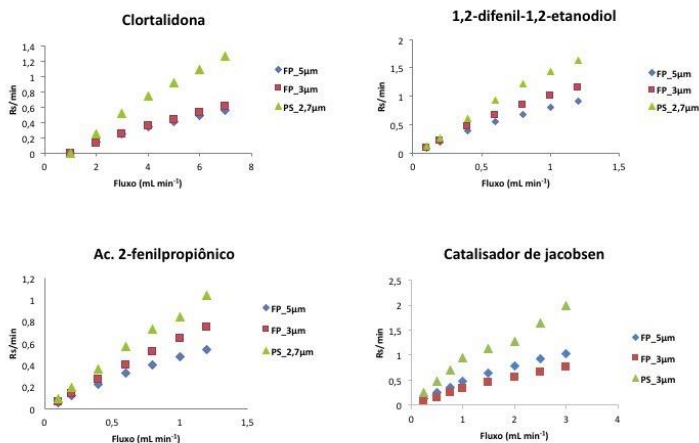 Clortalidona
1,4
1,2
1
0,8
0,6
0,4
0,2
0
Rs/min
0 2 4 6 8
Fluxo (mL min⁻¹)
FP_5µm
FP_3µm
PS_2,7µm
1,2-difenil-1,2-etanodiol
2
1,5
1
0,5
0
Rs/min
0 0,5 1 1,5
Fluxo (mL min⁻¹)
FP_5µm
FP_3µm
PS_2,7µm
Ac. 2-fenilpropiônico
1,2
1
0,8
0,6
0,4
0,2
0
Rs/min
0 0,5 1 1,5
Fluxo (mL min⁻¹)
FP_5µm
FP_3µm
PS_2,7µm
Catalisador de jacobsen
2,5
2
1,5
1
0,5
0
Rs/min
0 1 2 3 4
Fluxo (mL min⁻¹)
FP_5µm
FP_3µm
PS_3µm